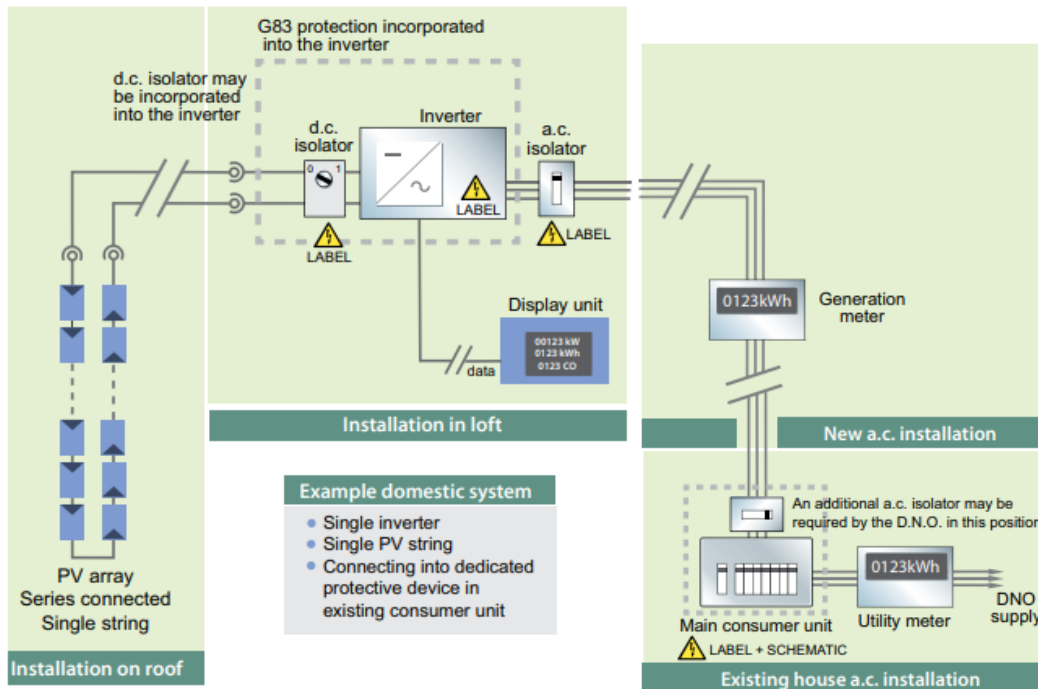 G83 protection incorporated
into the inverter
d.c. isolator may
be incorporated
into the inverter
d.c.
isolator
0 1
Inverter
a.c.
isolator
LABEL
LABEL
LABEL
Display unit
00123 kW
0123 kWh
0123 CO
data
Installation in loft
0123kWh
Generation
meter
New a.c. installation
PV array
Series connected
Single string
Installation on roof
Example domestic system
Single inverter
Single PV string
Connecting into dedicated
protective device in
existing consumer unit
An additional a.c. isolator may be
required by the D.N.O. in this position
0123kWh
Main consumer unit
LABEL + SCHEMATIC
Utility meter
DNO
supply
Existing house a.c. installation